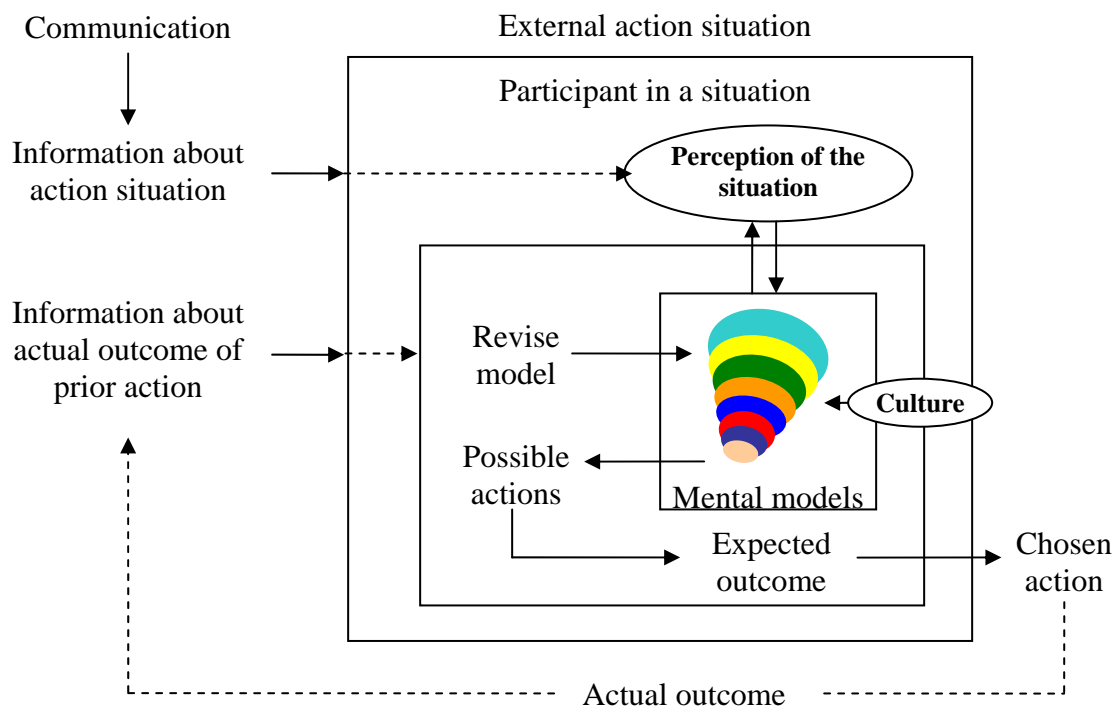 Communication
External action situation
Participant in a situation
Information about
action situation
Perception of the
situation
Information about
actual outcome of
prior action
Revise
model
Culture
Possible
actions
Mental models
Expected
outcome
Chosen
action
Actual outcome